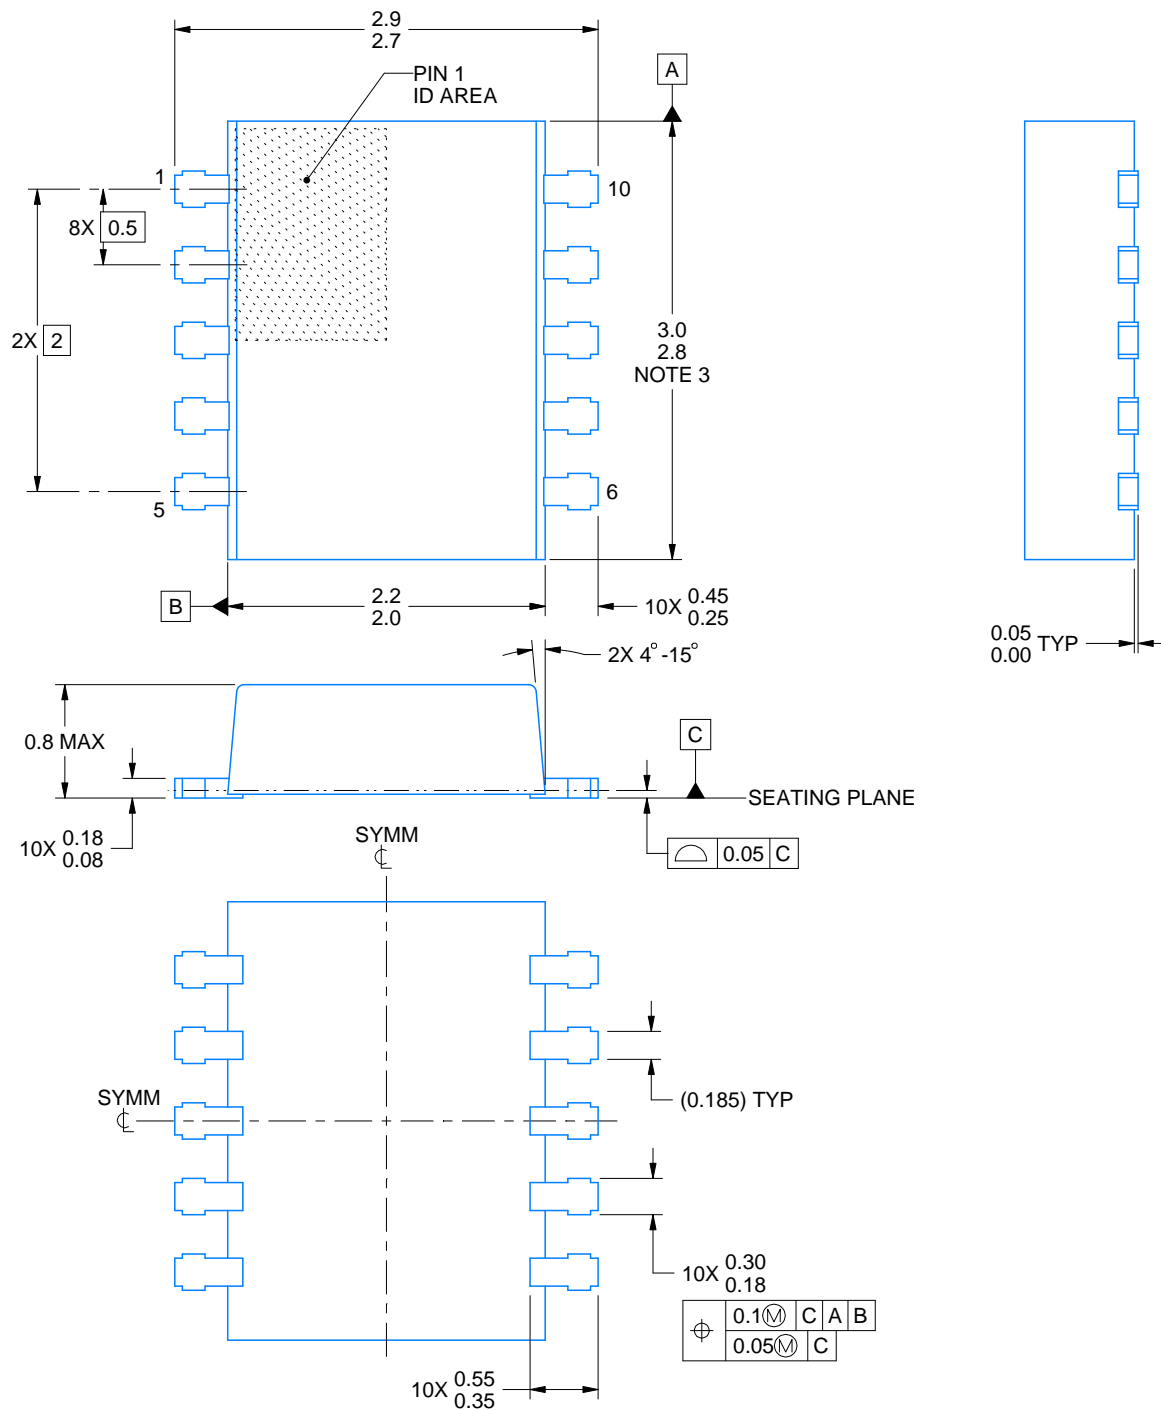 2.9
2.7
PIN 1
ID AREA
A
1
10
8X 0.5
2X 2
3.0
2.8
NOTE 3
5
6
B
2.2
2.0
10X 0.45
0.25
0.05
0.00 TYP
2X 4°-15°
0.8 MAX
C
SEATING PLANE
10X 0.18
0.08
0.05 C
SYMM
℄
(0.185) TYP
SYMM
℄
10X 0.30
0.18
0.1Ⓜ C A B
0.05Ⓜ C
10X 0.55
0.35